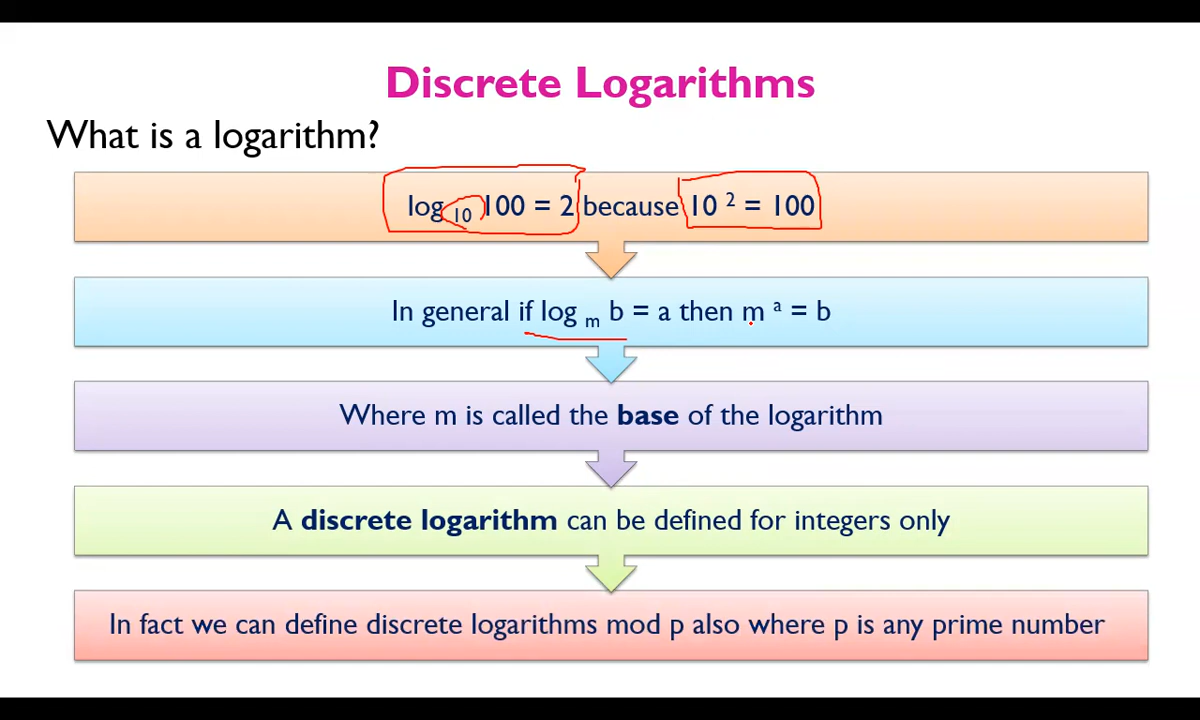 Discrete Logarithms
What is a logarithm?
log 10 100 = 2 because 10 2 = 100
In general if log m b = a then m a = b
Where m is called the base of the logarithm
A discrete logarithm can be defined for integers only
In fact we can define discrete logarithms mod p also where p is any prime number